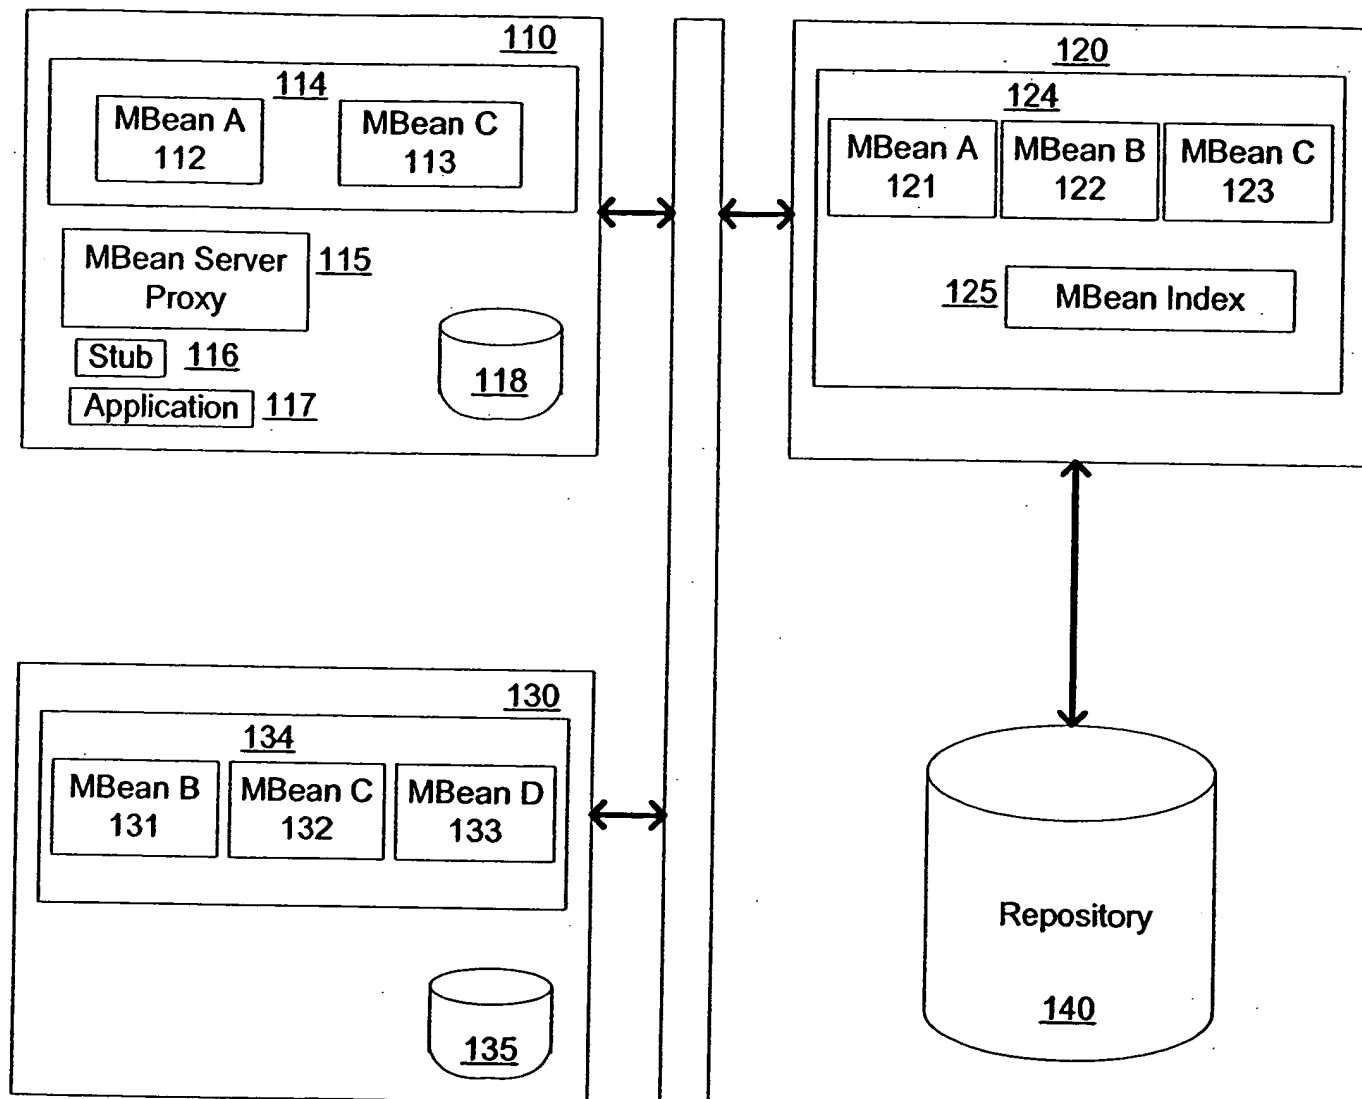 110
114
MBean A
112
MBean C
113
MBean Server
Proxy
115
Stub 116
Application 117
118
120
124
MBean A
121
MBean B
122
MBean C
123
125 MBean Index
130
134
MBean B
131
MBean C
132
MBean D
133
135
Repository
140